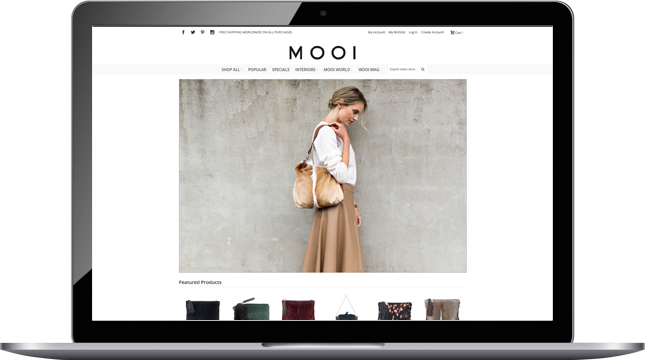 FREE SHIPPING WORLDWIDE ON ALL PURCHASES
My Account My Wishlist Log In Create Account Cart
MOOI
SHOP ALL POPULAR SPECIALS INTERIORS MOOI WORLD MOOI MAG Search entire store
Featured Products